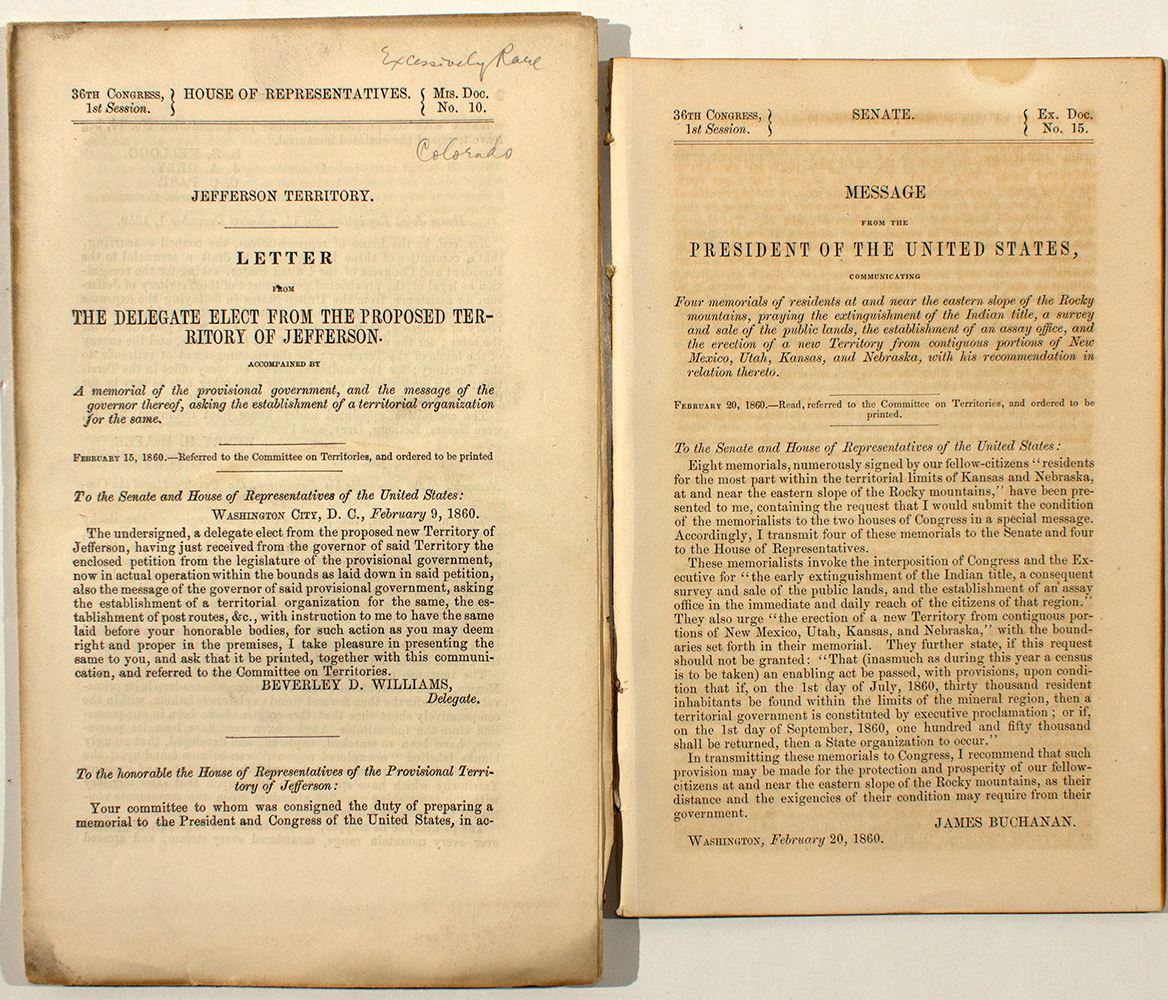 Excessively Rare
36TH CONGRESS, } HOUSE OF REPRESENTATIVES. { MIS. DOC.
1st Session. } { No. 10.
Colorado
JEFFERSON TERRITORY.
LETTER
FROM
THE DELEGATE ELECT FROM THE PROPOSED TER-
RITORY OF JEFFERSON.
ACCOMPAINED BY
A memorial of the provisional government, and the message of the
governor thereof, asking the establishment of a territorial organization
for the same.
FEBRUARY 15, 1860.—Referred to the Committee on Territories, and ordered to be printed
To the Senate and House of Representatives of the United States:
WASHINGTON CITY, D. C., February 9, 1860.
The undersigned, a delegate elect from the proposed new Territory of
Jefferson, having just received from the governor of said Territory the
enclosed petition from the legislature of the provisional government,
now in actual operation within the bounds as laid down in said petition,
also the message of the governor of said provisional government, asking
the establishment of a territorial organization for the same, the es-
tablishment of post routes, &c., with instruction to me to have the same
laid before your honorable bodies, for such action as you may deem
right and proper in the premises, I take pleasure in presenting the
same to you, and ask that it be printed, together with this communi-
cation, and referred to the Committee on Territories.
BEVERLEY D. WILLIAMS,
Delegate.
To the honorable the House of Representatives of the Provisional Terri-
tory of Jefferson:
Your committee to whom was consigned the duty of preparing a
memorial to the President and Congress of the United States, in ac-
36TH CONGRESS, } SENATE. { EX. DOC.
1st Session. } { No. 15.
MESSAGE
FROM THE
PRESIDENT OF THE UNITED STATES,
COMMUNICATING
Four memorials of residents at and near the eastern slope of the Rocky
mountains, praying the extinguishment of the Indian title, a survey
and sale of the public lands, the establishment of an assay office, and
the erection of a new Territory from contiguous portions of New
Mexico, Utah, Kansas, and Nebraska, with his recommendation in
relation thereto.
FEBRUARY 20, 1860.—Read, referred to the Committee on Territories, and ordered to be
printed.
To the Senate and House of Representatives of the United States:
Eight memorials, numerously signed by our fellow-citizens "residents
for the most part within the territorial limits of Kansas and Nebraska,
at and near the eastern slope of the Rocky mountains," have been pre-
sented to me, containing the request that I would submit the condition
of the memorialists to the two houses of Congress in a special message.
Accordingly, I transmit four of these memorials to the Senate and four
to the House of Representatives.
These memorialists invoke the interposition of Congress and the Ex-
ecutive for "the early extinguishment of the Indian title, a consequent
survey and sale of the public lands, and the establishment of an assay
office in the immediate and daily reach of the citizens of that region."
They also urge "the erection of a new Territory from contiguous por-
tions of New Mexico, Utah, Kansas, and Nebraska," with the bound-
aries set forth in their memorial. They further state, if this request
should not be granted: "That (inasmuch as during this year a census
is to be taken) an enabling act be passed, with provisions, upon condi-
tion that if, on the 1st day of July, 1860, thirty thousand resident
inhabitants be found within the limits of the mineral region, then a
territorial government is constituted by executive proclamation; or if,
on the 1st day of September, 1860, one hundred and fifty thousand
shall be returned, then a State organization to occur."
In transmitting these memorials to Congress, I recommend that such
provision may be made for the protection and prosperity of our fellow-
citizens at and near the eastern slope of the Rocky mountains, as their
distance and the exigencies of their condition may require from their
government.
JAMES BUCHANAN.
WASHINGTON, February 20, 1860.